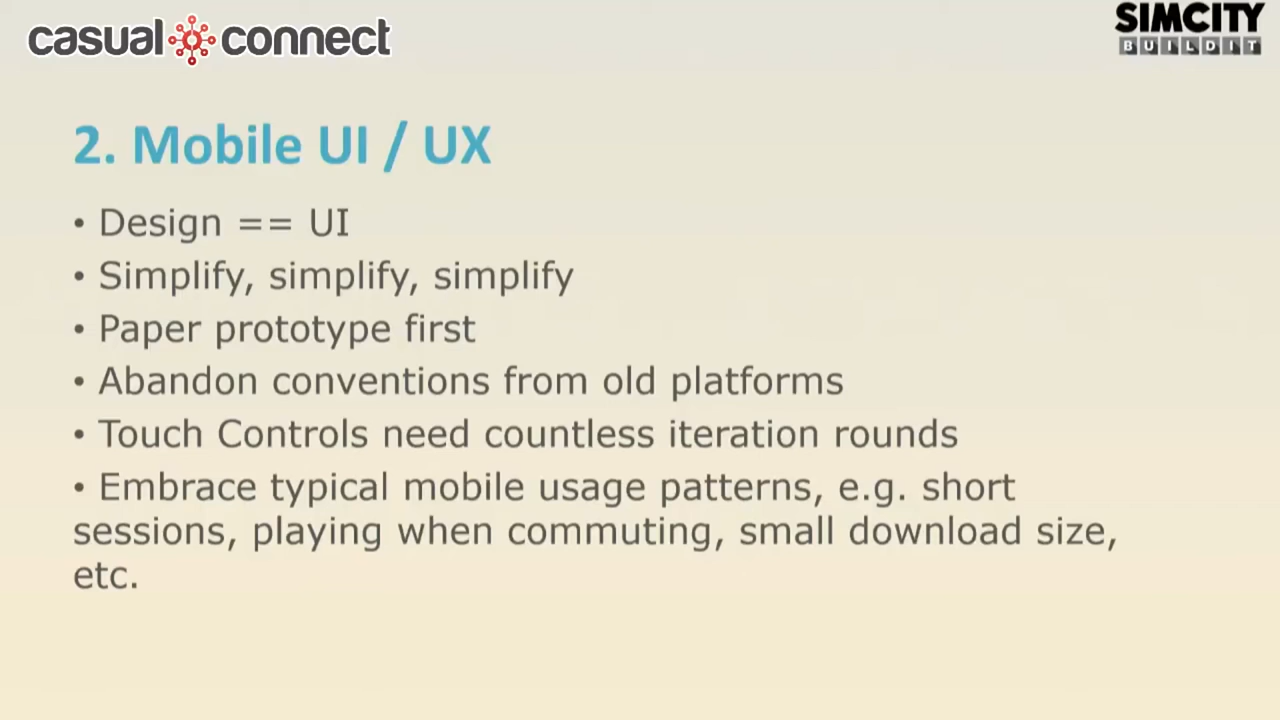 casual connect
SIMCITY
BUILDIT
2. Mobile UI / UX
• Design == UI
• Simplify, simplify, simplify
• Paper prototype first
• Abandon conventions from old platforms
• Touch Controls need countless iteration rounds
• Embrace typical mobile usage patterns, e.g. short
sessions, playing when commuting, small download size,
etc.